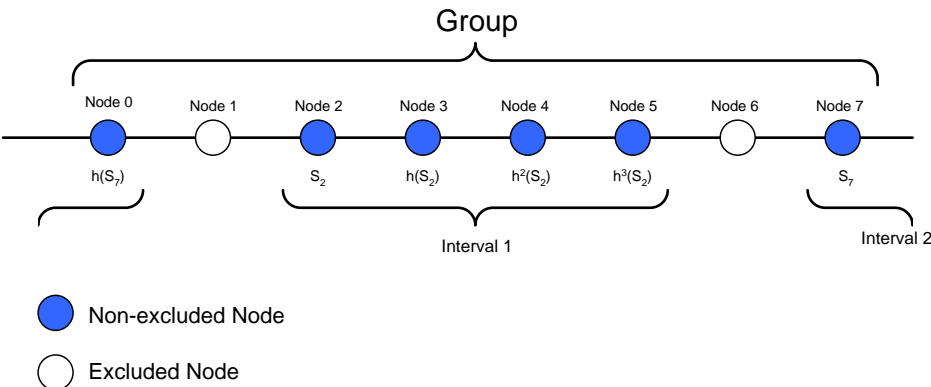 Group
Node 0 Node 1 Node 2 Node 3 Node 4 Node 5 Node 6 Node 7
h(S₇) S₂ h(S₂) h²(S₂) h³(S₂) S₇
Interval 1
Interval 2
Non-excluded Node
Excluded Node